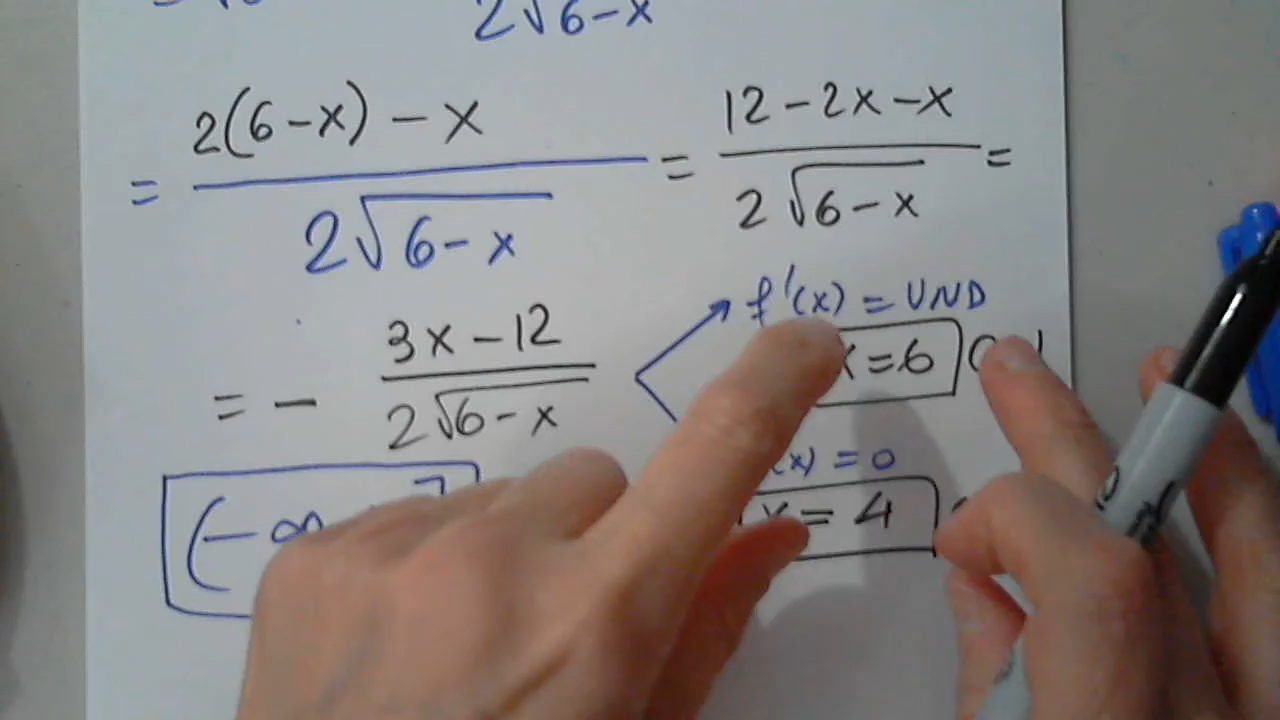 2√6-x
= 2(6-x) - x / 2√6-x = 12 - 2x - x / 2√6-x =
= - 3x - 12 / 2√6-x
f'(x) = UND
x = 6
(x) = 0
x = 4
(-∞